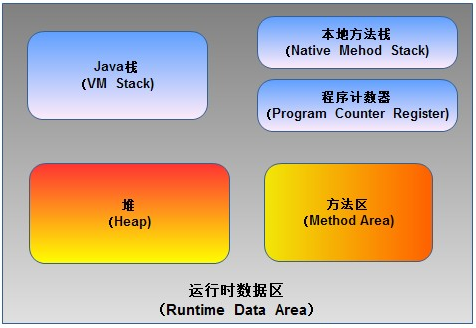 Java栈
(VM Stack)
本地方法栈
(Native Mehod Stack)
程序计数器
(Program Counter Register)
堆
(Heap)
方法区
(Method Area)
运行时数据区
(Runtime Data Area)